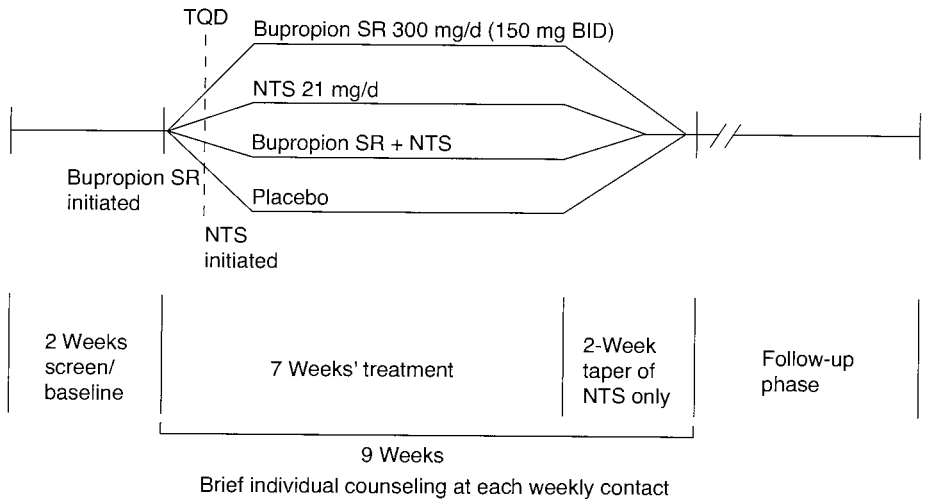 TQD
Bupropion SR 300 mg/d (150 mg BID)
NTS 21 mg/d
Bupropion SR + NTS
Bupropion SR
initiated
Placebo
NTS
initiated
2 Weeks
screen/
baseline
7 Weeks' treatment
2-Week
taper of
NTS only
Follow-up
phase
9 Weeks
Brief individual counseling at each weekly contact